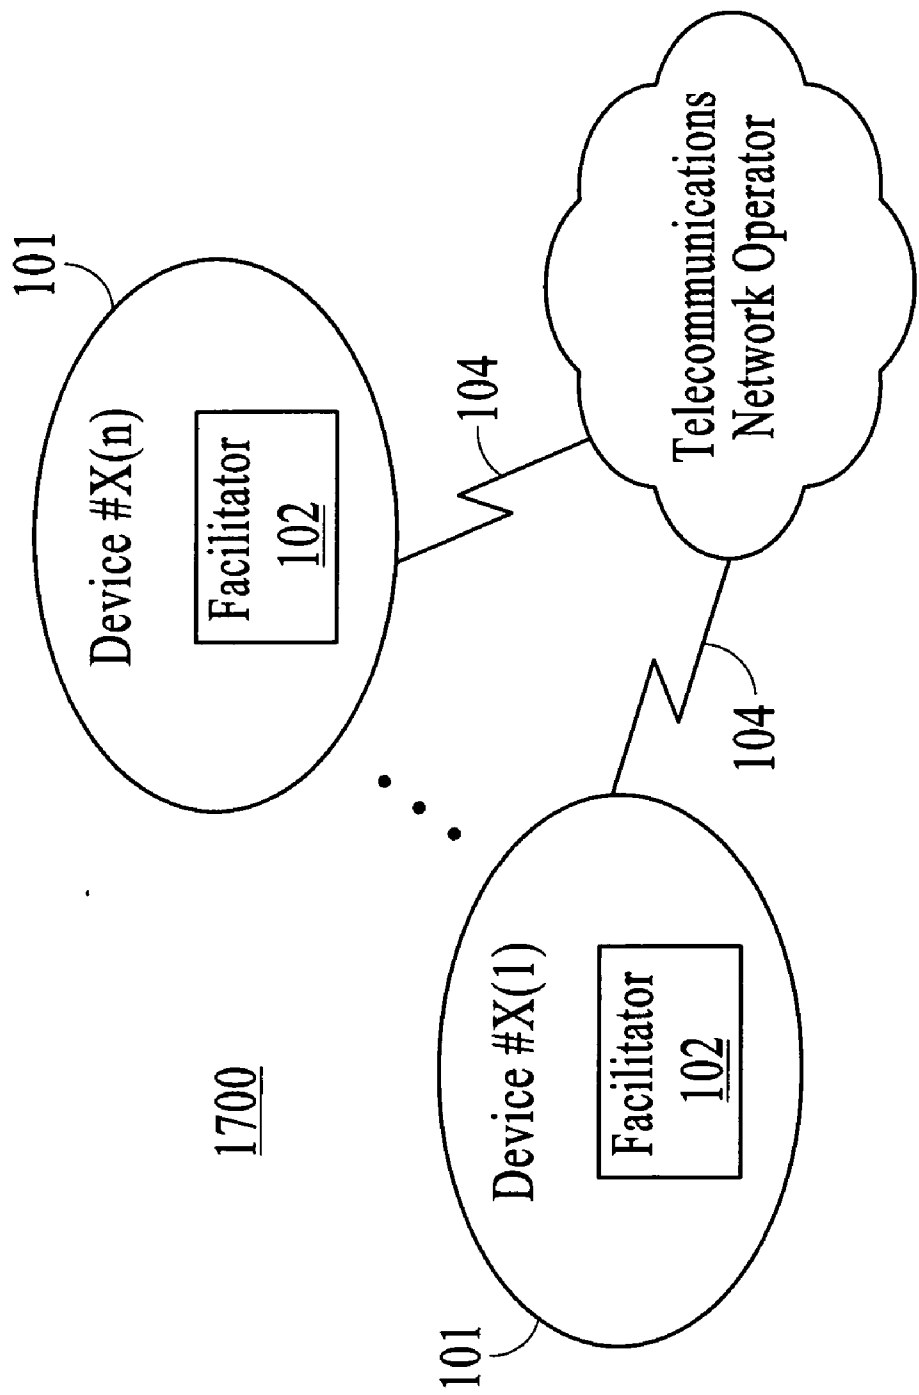 1700
101
Device #X(1)
Facilitator
102
Device #X(n)
Facilitator
102
101
104
104
Telecommunications
Network Operator